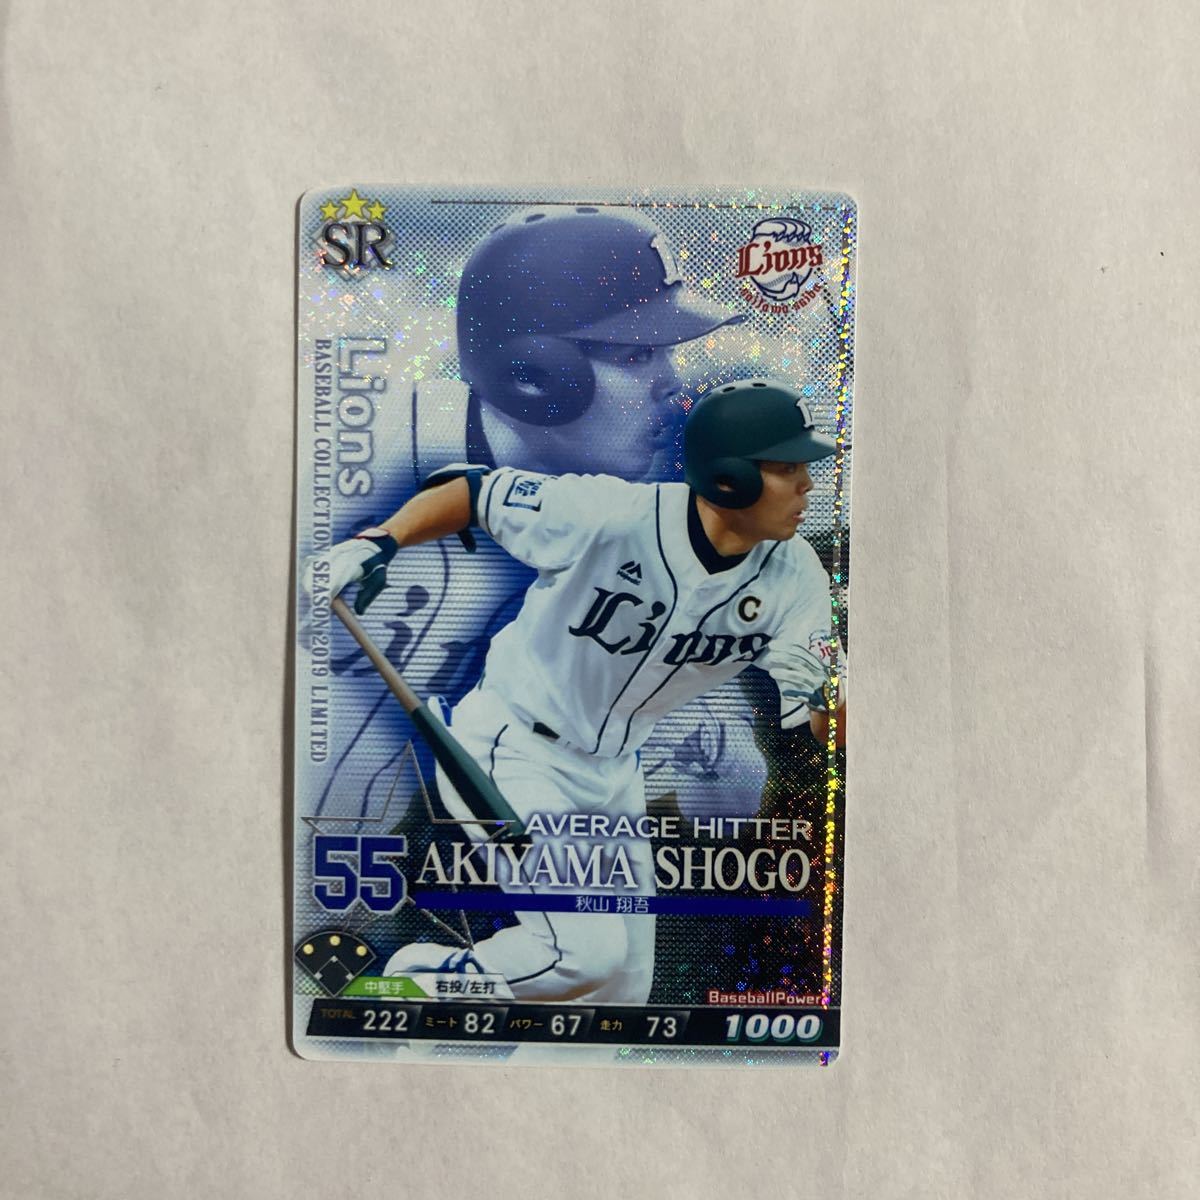 SR
Lions
Lions
BASEBALL COLLECTION SEASON 2019 LIMITED
Majestic
C
Lions
AVERAGE HITTER
55
AKIYAMA SHOGO
秋山 翔吾
中堅手
右投/左打
BaseballPower
TOTAL 222 ミート 82 パワー 67 走力 73 1000